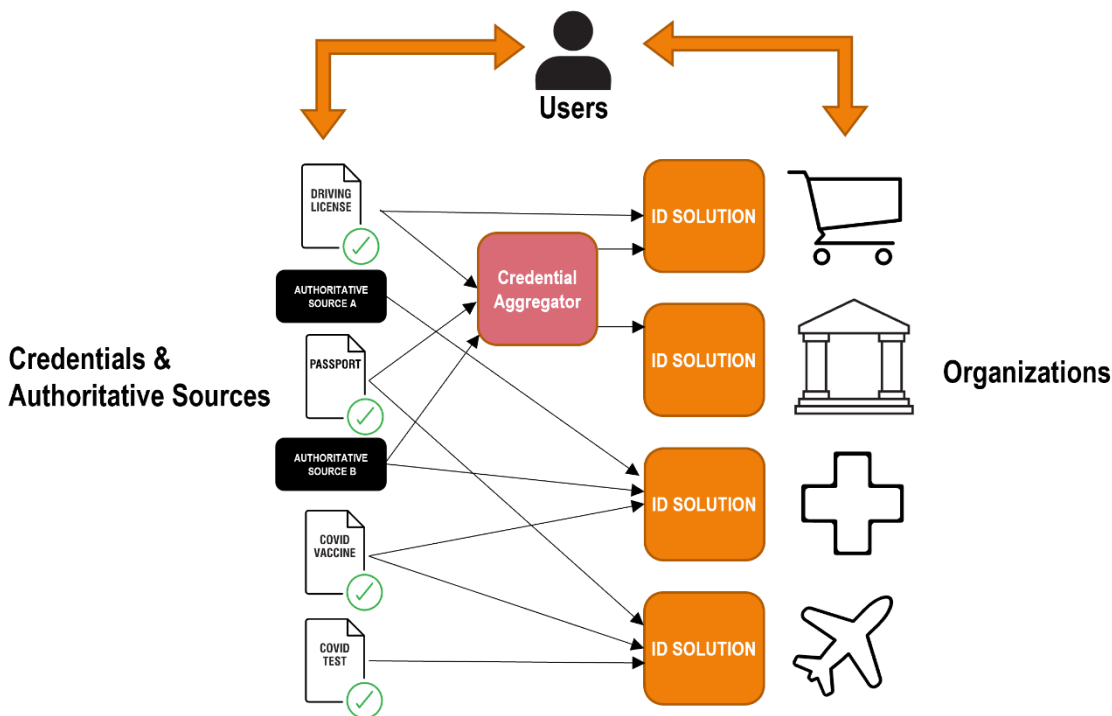 Users
DRIVING
LICENSE
ID SOLUTION
Credential
Aggregator
AUTHORITATIVE
SOURCE A
PASSPORT
ID SOLUTION
Credentials &
Authoritative Sources
Organizations
AUTHORITATIVE
SOURCE B
ID SOLUTION
COVID
VACCINE
COVID
TEST
ID SOLUTION